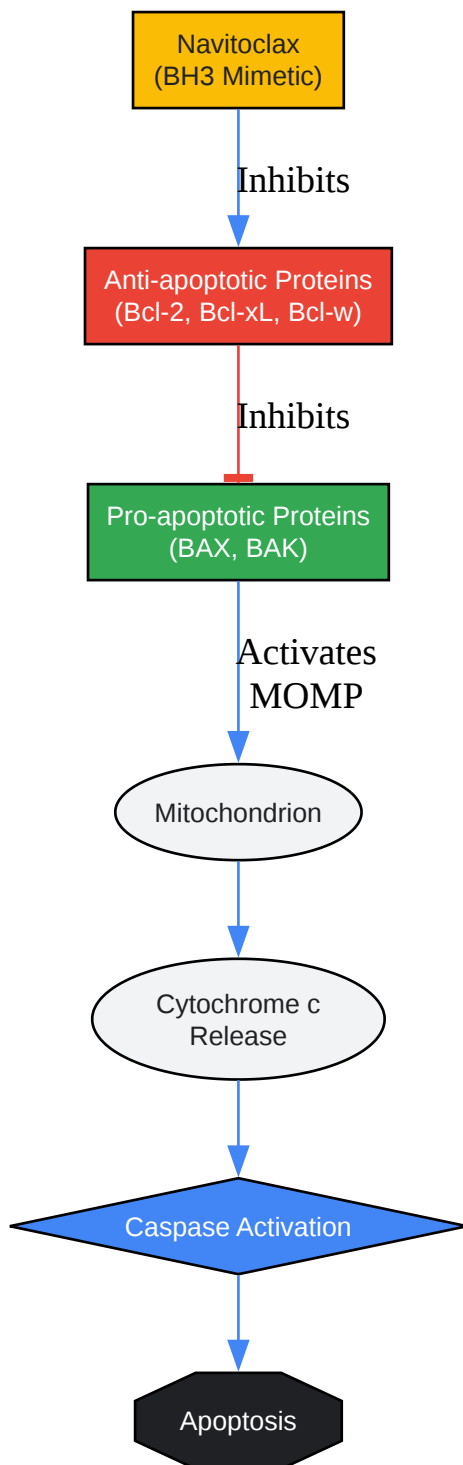 Navitoclax
(BH3 Mimetic)
Inhibits
Anti-apoptotic Proteins
(Bcl-2, Bcl-xL, Bcl-w)
Inhibits
Pro-apoptotic Proteins
(BAX, BAK)
Activates
MOMP
Mitochondrion
Cytochrome c
Release
Caspase Activation
Apoptosis